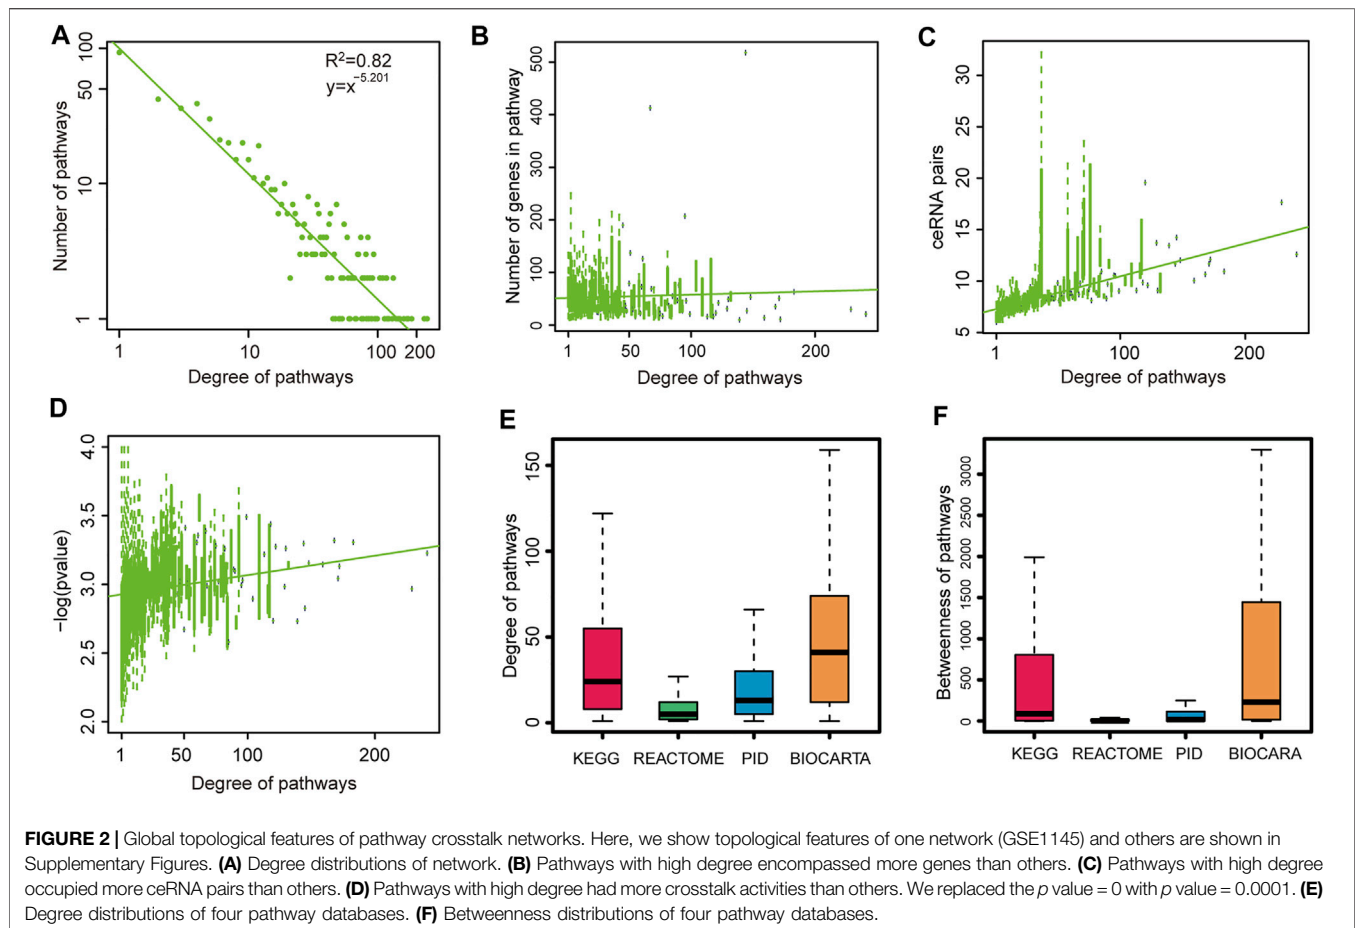 A
R²=0.82
y=x^−5.201
100
50
10
1
Number of pathways
1 10 100 200
Degree of pathways
B
500
400
300
200
100
0
Number of genes in pathway
1 50 100 200
Degree of pathways
C
30
25
20
15
10
5
ceRNA pairs
1 100 200
Degree of pathways
D
4.0
3.5
3.0
2.5
2.0
−log(pvalue)
1 50 100 200
Degree of pathways
E
150
100
50
0
Degree of pathways
KEGG REACTOME PID BIOCARTA
F
3000
2000
1500
1000
500
0
Betweenness of pathways
KEGG REACTOME PID BIOCARA
FIGURE 2 | Global topological features of pathway crosstalk networks. Here, we show topological features of one network (GSE1145) and others are shown in
Supplementary Figures. (A) Degree distributions of network. (B) Pathways with high degree encompassed more genes than others. (C) Pathways with high degree
occupied more ceRNA pairs than others. (D) Pathways with high degree had more crosstalk activities than others. We replaced the p value = 0 with p value = 0.0001. (E)
Degree distributions of four pathway databases. (F) Betweenness distributions of four pathway databases.